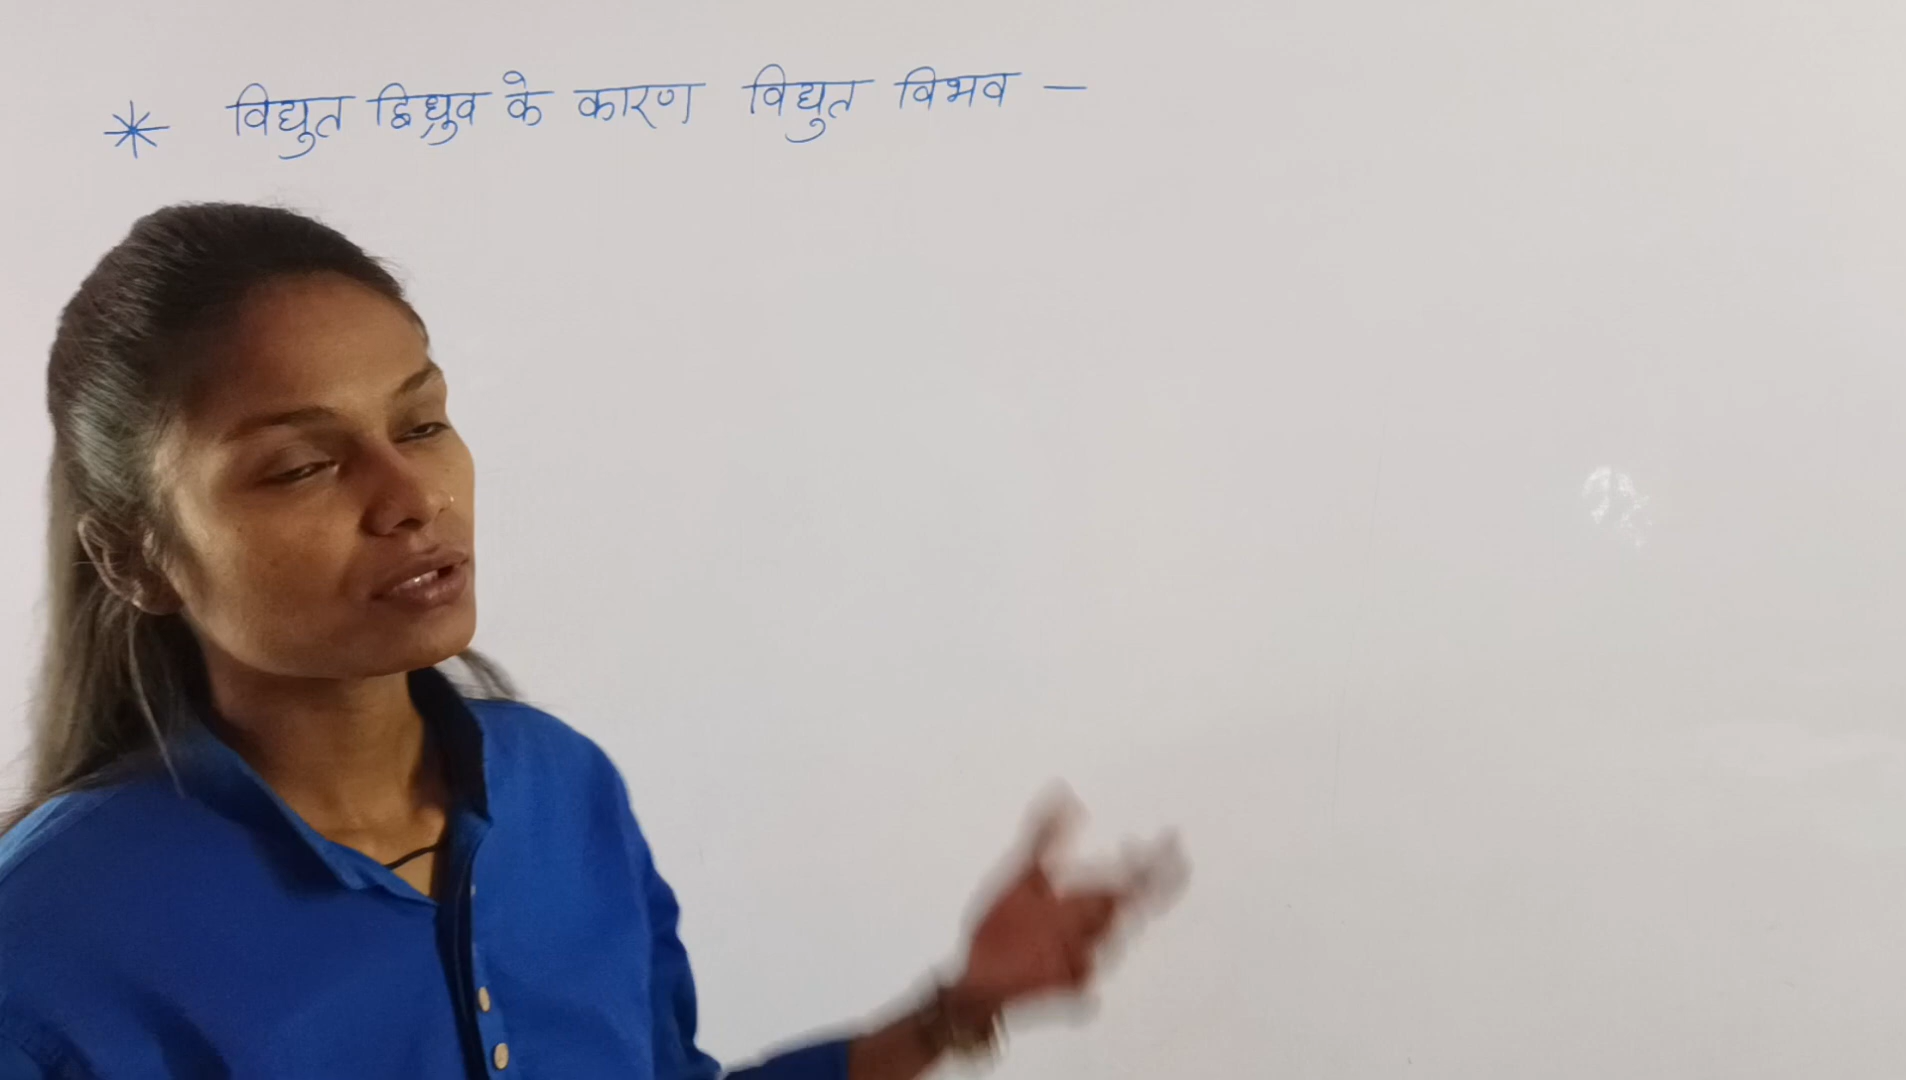 * विद्युत द्विध्रुव के कारण विद्युत विभव —